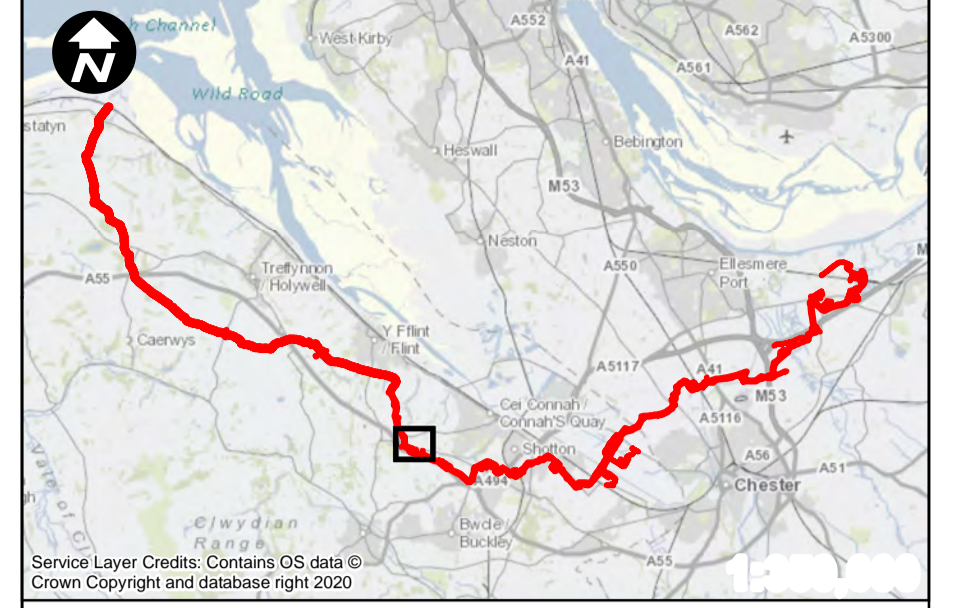 h Channel
A552
A562
A5300
West Kirby
A41
A561
N
Wild Road
statyn
Heswall
Bebington
M53
Neston
A550
Ellesmere
Port
M
A55
Treffynnon
/ Holywell
Caerwys
Y Fflint
/ Flint
A5117
A41
M53
Cei Connah /
Connah'S Quay
A5116
Shotton
A56
A51
A494
Chester
Clwydian
Range
Bwcle /
Buckley
A55
Service Layer Credits: Contains OS data ©
Crown Copyright and database right 2020